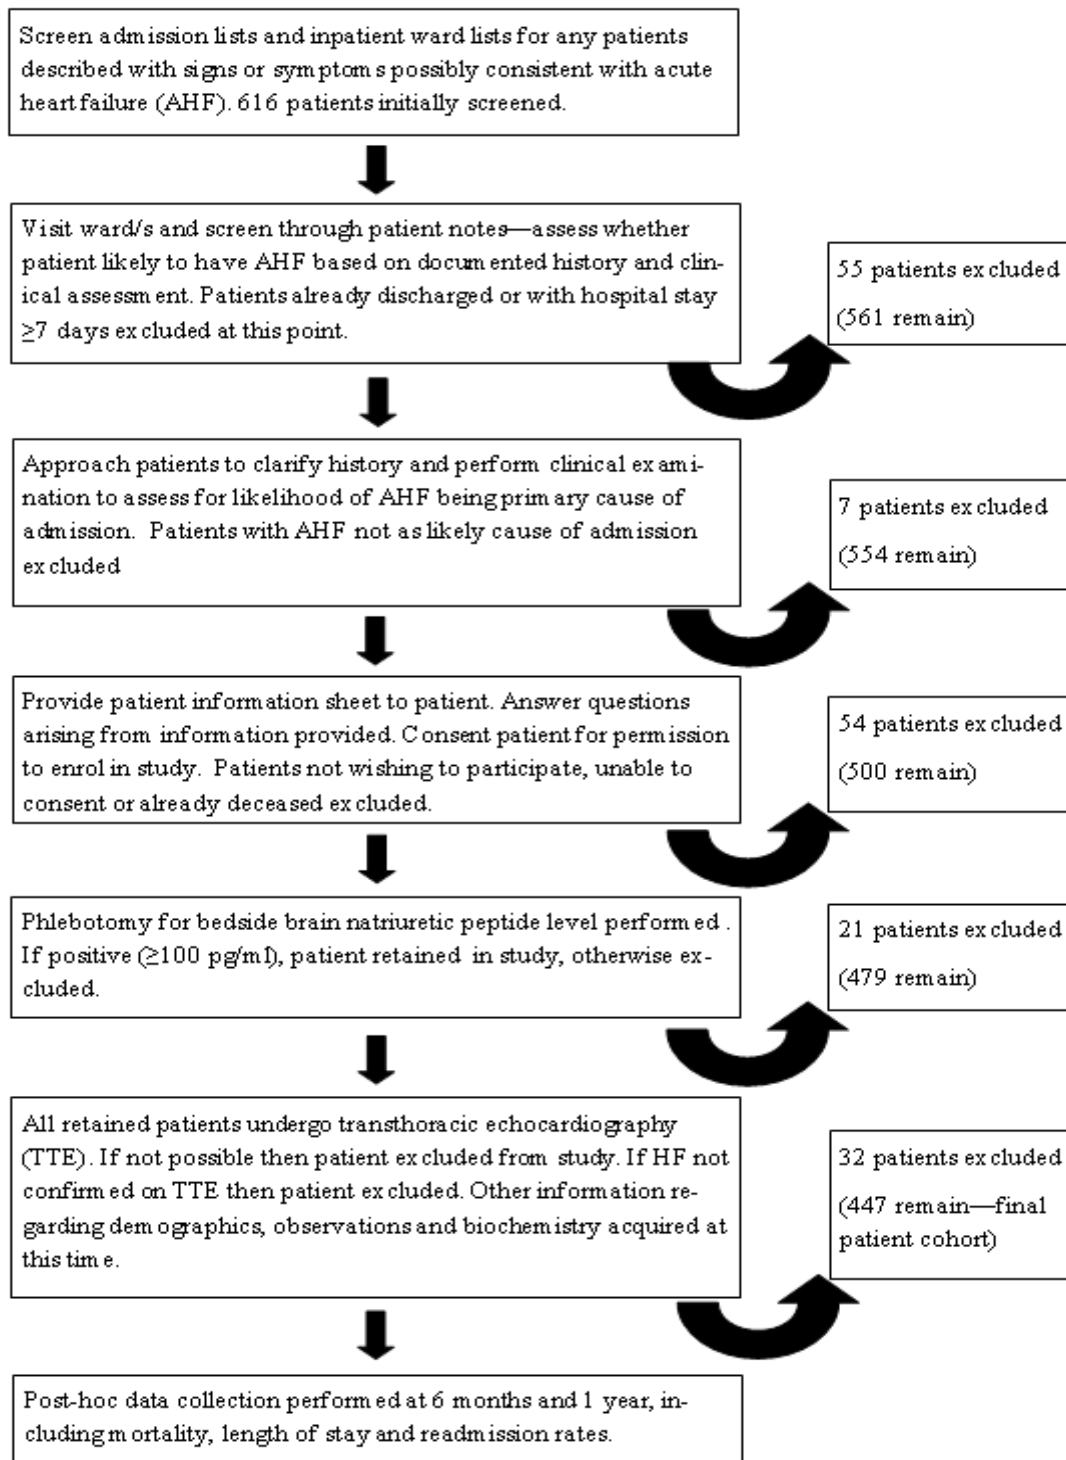 Screen admission lists and inpatient ward lists for any patients
described with signs or symptoms possibly consistent with acute
heart failure (AHF). 616 patients initially screened.
Visit ward/s and screen through patient notes—assess whether
patient likely to have AHF based on documented history and clin-
ical assessment. Patients already discharged or with hospital stay
≥7 days excluded at this point.
55 patients excluded
(561 remain)
Approach patients to clarify history and perform clinical exami-
nation to assess for likelihood of AHF being primary cause of
admission. Patients with AHF not as likely cause of admission
excluded
7 patients excluded
(554 remain)
Provide patient information sheet to patient. Answer questions
arising from information provided. Consent patient for permission
to enrol in study. Patients not wishing to participate, unable to
consent or already deceased excluded.
54 patients excluded
(500 remain)
Phlebotomy for bedside brain natriuretic peptide level performed.
If positive (≥100 pg/ml), patient retained in study, otherwise ex-
cluded.
21 patients excluded
(479 remain)
All retained patients undergo transthoracic echocardiography
(TTE). If not possible then patient excluded from study. If HF not
confirmed on TTE then patient excluded. Other information re-
garding demographics, observations and biochemistry acquired at
this time.
32 patients excluded
(447 remain—final
patient cohort)
Post-hoc data collection performed at 6 months and 1 year, in-
cluding mortality, length of stay and readmission rates.